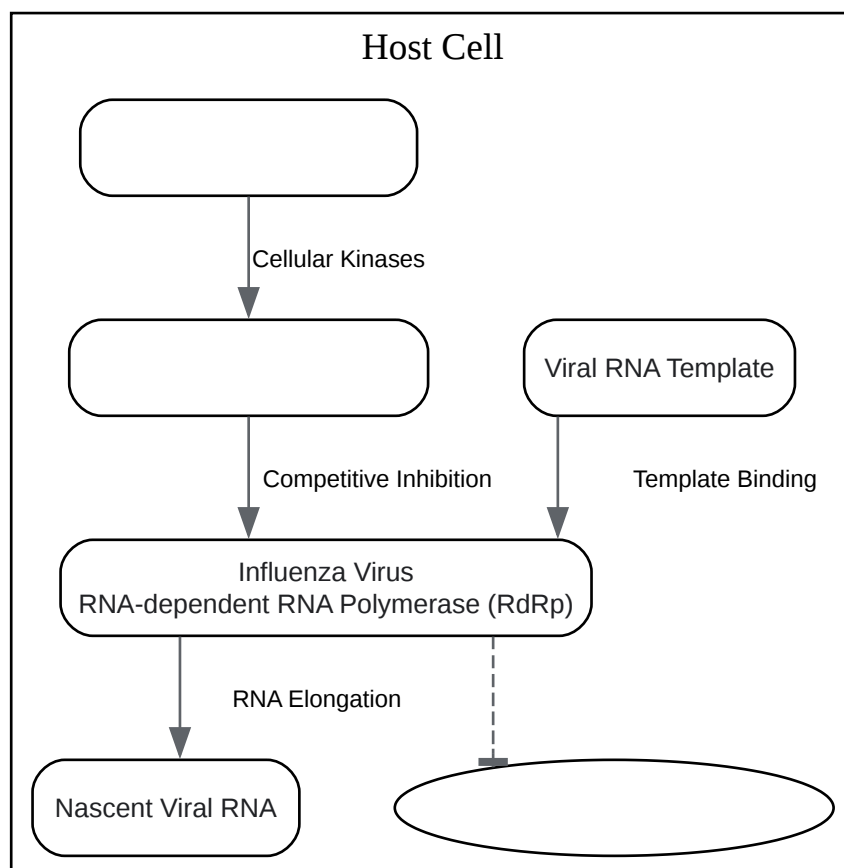 Host Cell
Cellular Kinases
Viral RNA Template
Competitive Inhibition
Template Binding
Influenza Virus
RNA-dependent RNA Polymerase (RdRp)
RNA Elongation
Nascent Viral RNA